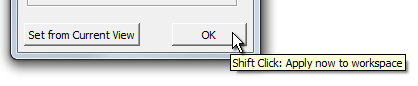 Set from Current View
OK
Shift Click: Apply now to workspace